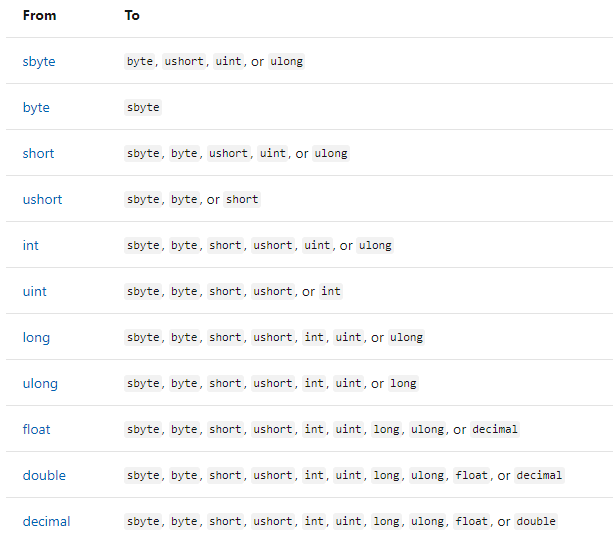 From To
sbyte byte, ushort, uint, or ulong
byte sbyte
short sbyte, byte, ushort, uint, or ulong
ushort sbyte, byte, or short
int sbyte, byte, short, ushort, uint, or ulong
uint sbyte, byte, short, ushort, or int
long sbyte, byte, short, ushort, int, uint, or ulong
ulong sbyte, byte, short, ushort, int, uint, or long
float sbyte, byte, short, ushort, int, uint, long, ulong, or decimal
double sbyte, byte, short, ushort, int, uint, long, ulong, float, or decimal
decimal sbyte, byte, short, ushort, int, uint, long, ulong, float, or double